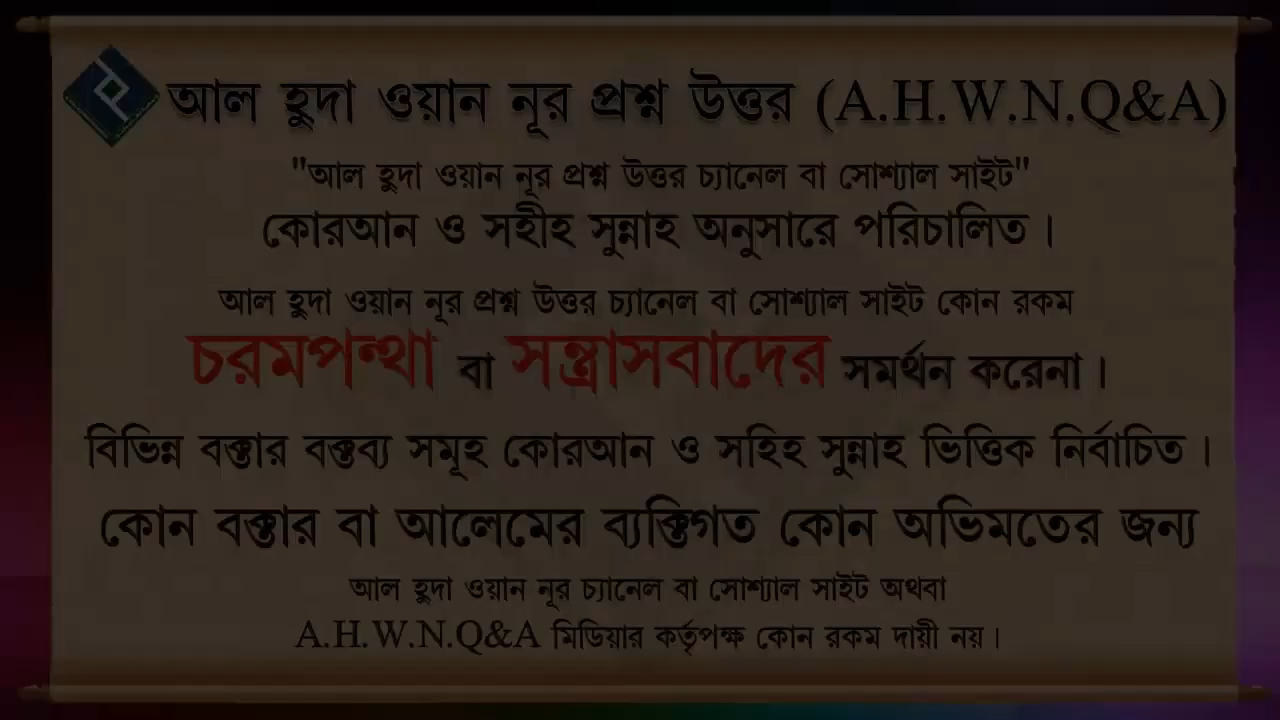 আল হুদা ওয়ান নূর প্রশ্ন উত্তর (A.H.W.N.Q&A)
"আল হুদা ওয়ান নূর প্রশ্ন উত্তর চ্যানেল বা সোশ্যাল সাইট"
কোরআন ও সহীহ সুন্নাহ অনুসারে পরিচালিত।
আল হুদা ওয়ান নূর প্রশ্ন উত্তর চ্যানেল বা সোশ্যাল সাইট কোন রকম
চরমপন্থা বা সন্ত্রাসবাদের সমর্থন করেনা।
বিভিন্ন বক্তার বক্তব্য সমূহ কোরআন ও সহিহ সুন্নাহ ভিত্তিক নির্বাচিত।
কোন বক্তার বা আলেমের ব্যক্তিগত কোন অভিমতের জন্য
আল হুদা ওয়ান নূর চ্যানেল বা সোশ্যাল সাইট অথবা
A.H.W.N.Q&A মিডিয়ার কর্তৃপক্ষ কোন রকম দায়ী নয়।